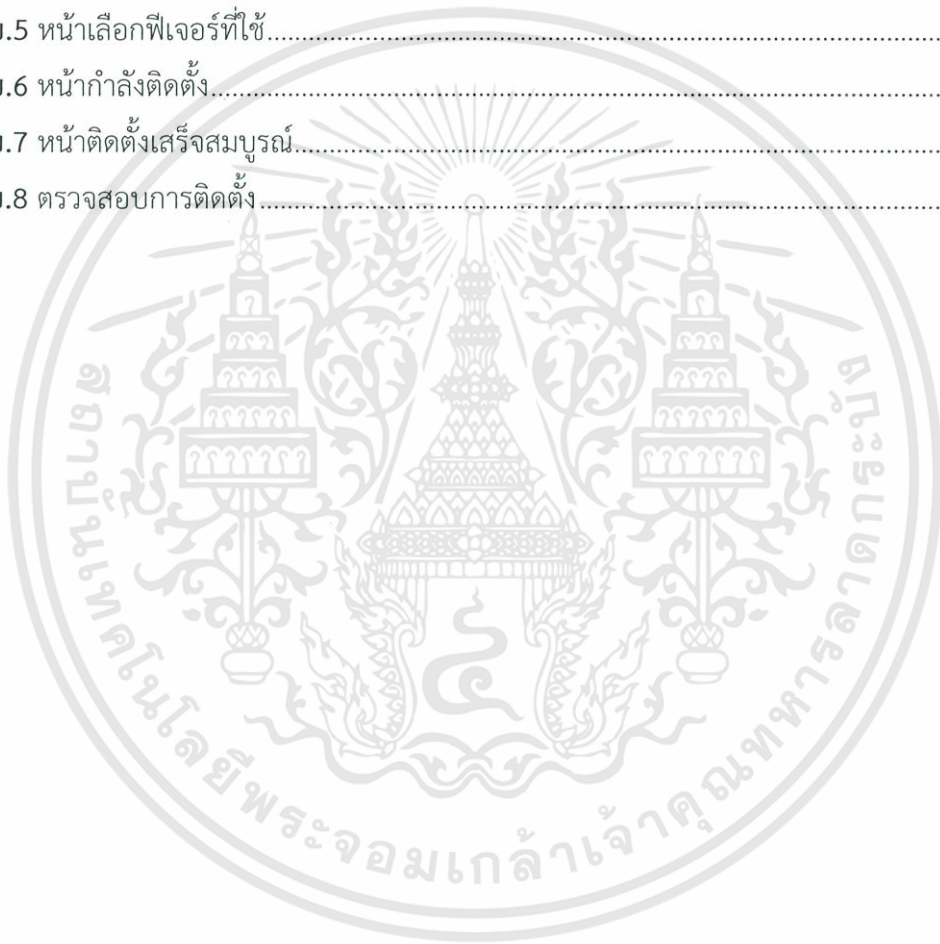 .5 หน้าเลือกฟีเจอร์ที่ใช้
.6 หน้ากำลังติดตั้ง
.7 หน้าติดตั้งเสร็จสมบูรณ์
.8 ตรวจสอบการติดตั้ง
สถาบันเทคโนโลยีพระจอมเกล้าเจ้าคุณทหารลาดกระบัง
๔